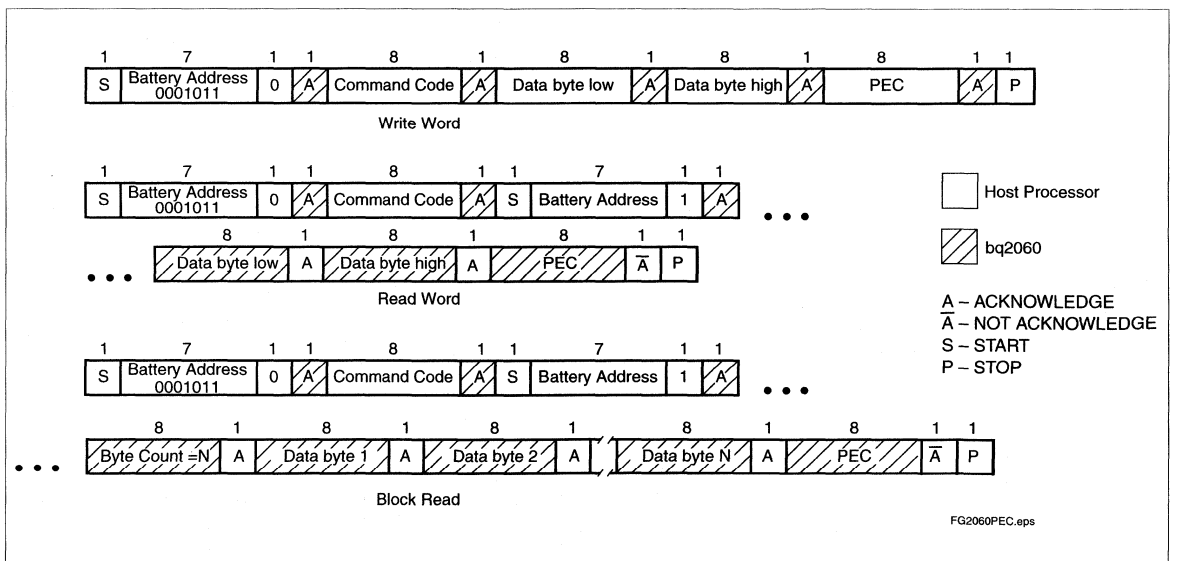 1 7 1 1 8 1 8 1 8 1 8 1 1
S Battery Address 0001011 0 A Command Code A Data byte low A Data byte high A PEC A P
Write Word
1 7 1 1 8 1 1 7 1 1
S Battery Address 0001011 0 A Command Code A S Battery Address 1 A
8 1 8 1 8 1 1
Data byte low A Data byte high A PEC A̅ P
Read Word
1 7 1 1 8 1 1 7 1 1
S Battery Address 0001011 0 A Command Code A S Battery Address 1 A
8 1 8 1 8 1 8 1 8 1 1
Byte Count =N A Data byte 1 A Data byte 2 A Data byte N A PEC A̅ P
Block Read
Host Processor
bq2060
A – ACKNOWLEDGE
A̅ – NOT ACKNOWLEDGE
S – START
P – STOP
FG2060PEC.eps